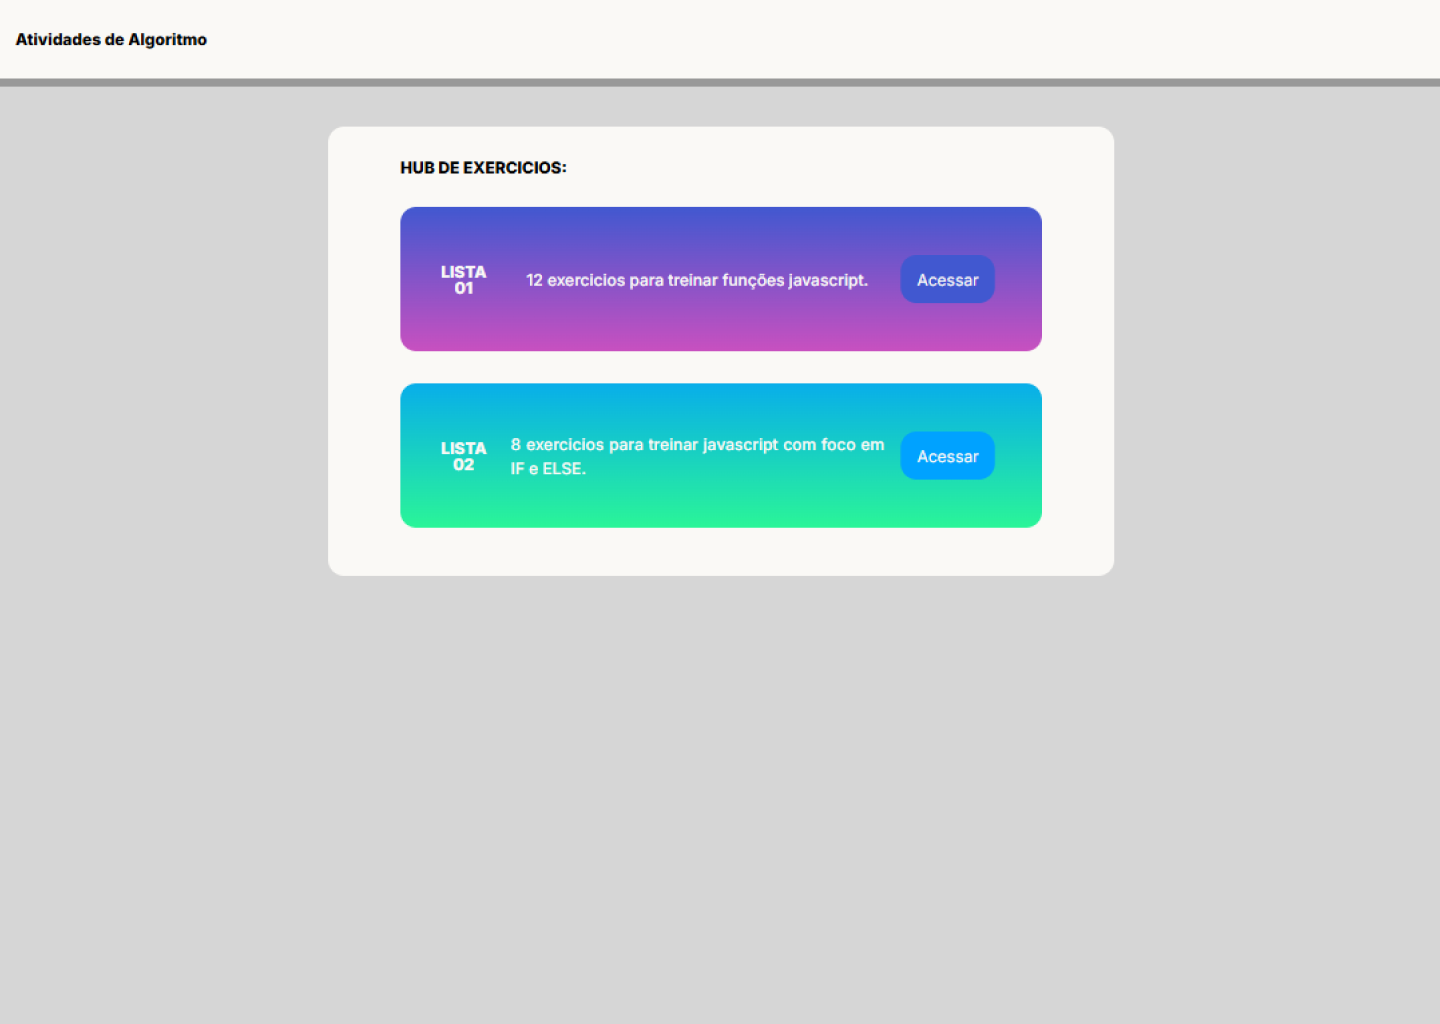 Atividades de Algoritmo
HUB DE EXERCICIOS:
LISTA
01
12 exercicios para treinar funções javascript.
Acessar
LISTA
02
8 exercicios para treinar javascript com foco em
IF e ELSE.
Acessar